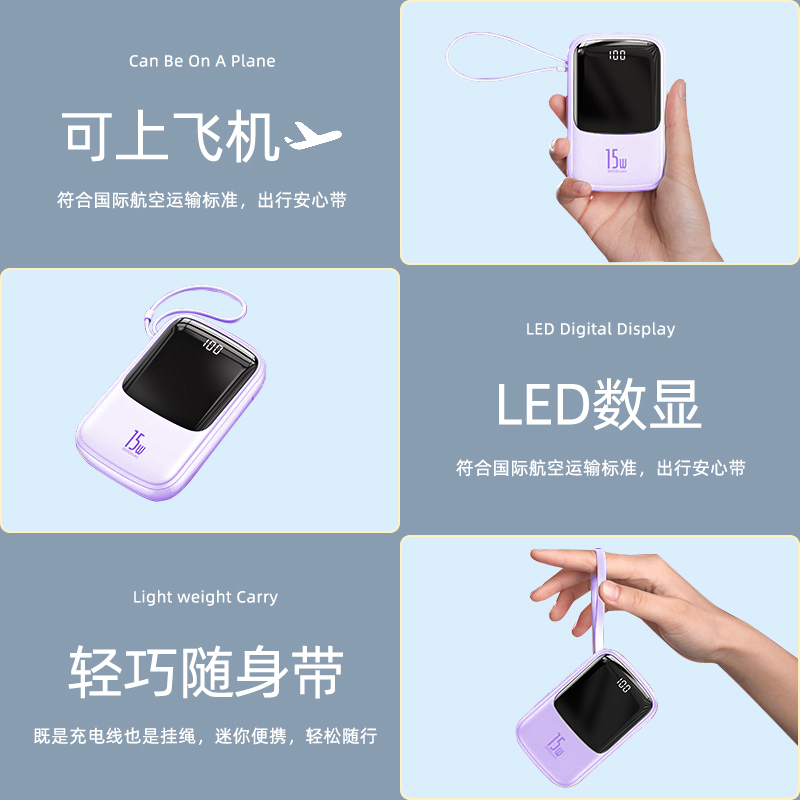 Can Be On A Plane
可上飞机
符合国际航空运输标准，出行安心带
100
15W
100
15W
LED Digital Display
LED数显
符合国际航空运输标准，出行安心带
Light weight Carry
轻巧随身带
既是充电线也是挂绳，迷你便携，轻松随行
100
15W